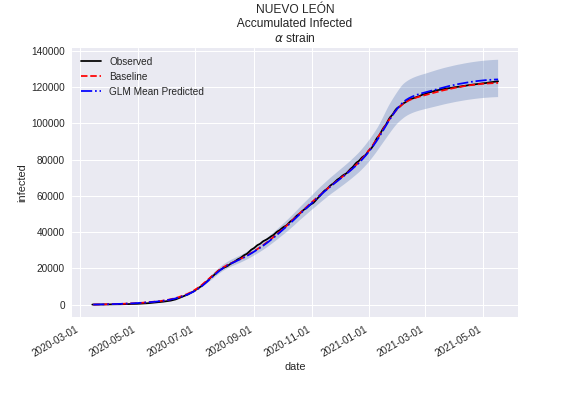 NUEVO LEÓN
Accumulated Infected
α strain
140000
120000
100000
80000
60000
40000
20000
0
infected
Observed
Baseline
GLM Mean Predicted
2020-03-01
2020-05-01
2020-07-01
2020-09-01
2020-11-01
2021-01-01
2021-03-01
2021-05-01
date